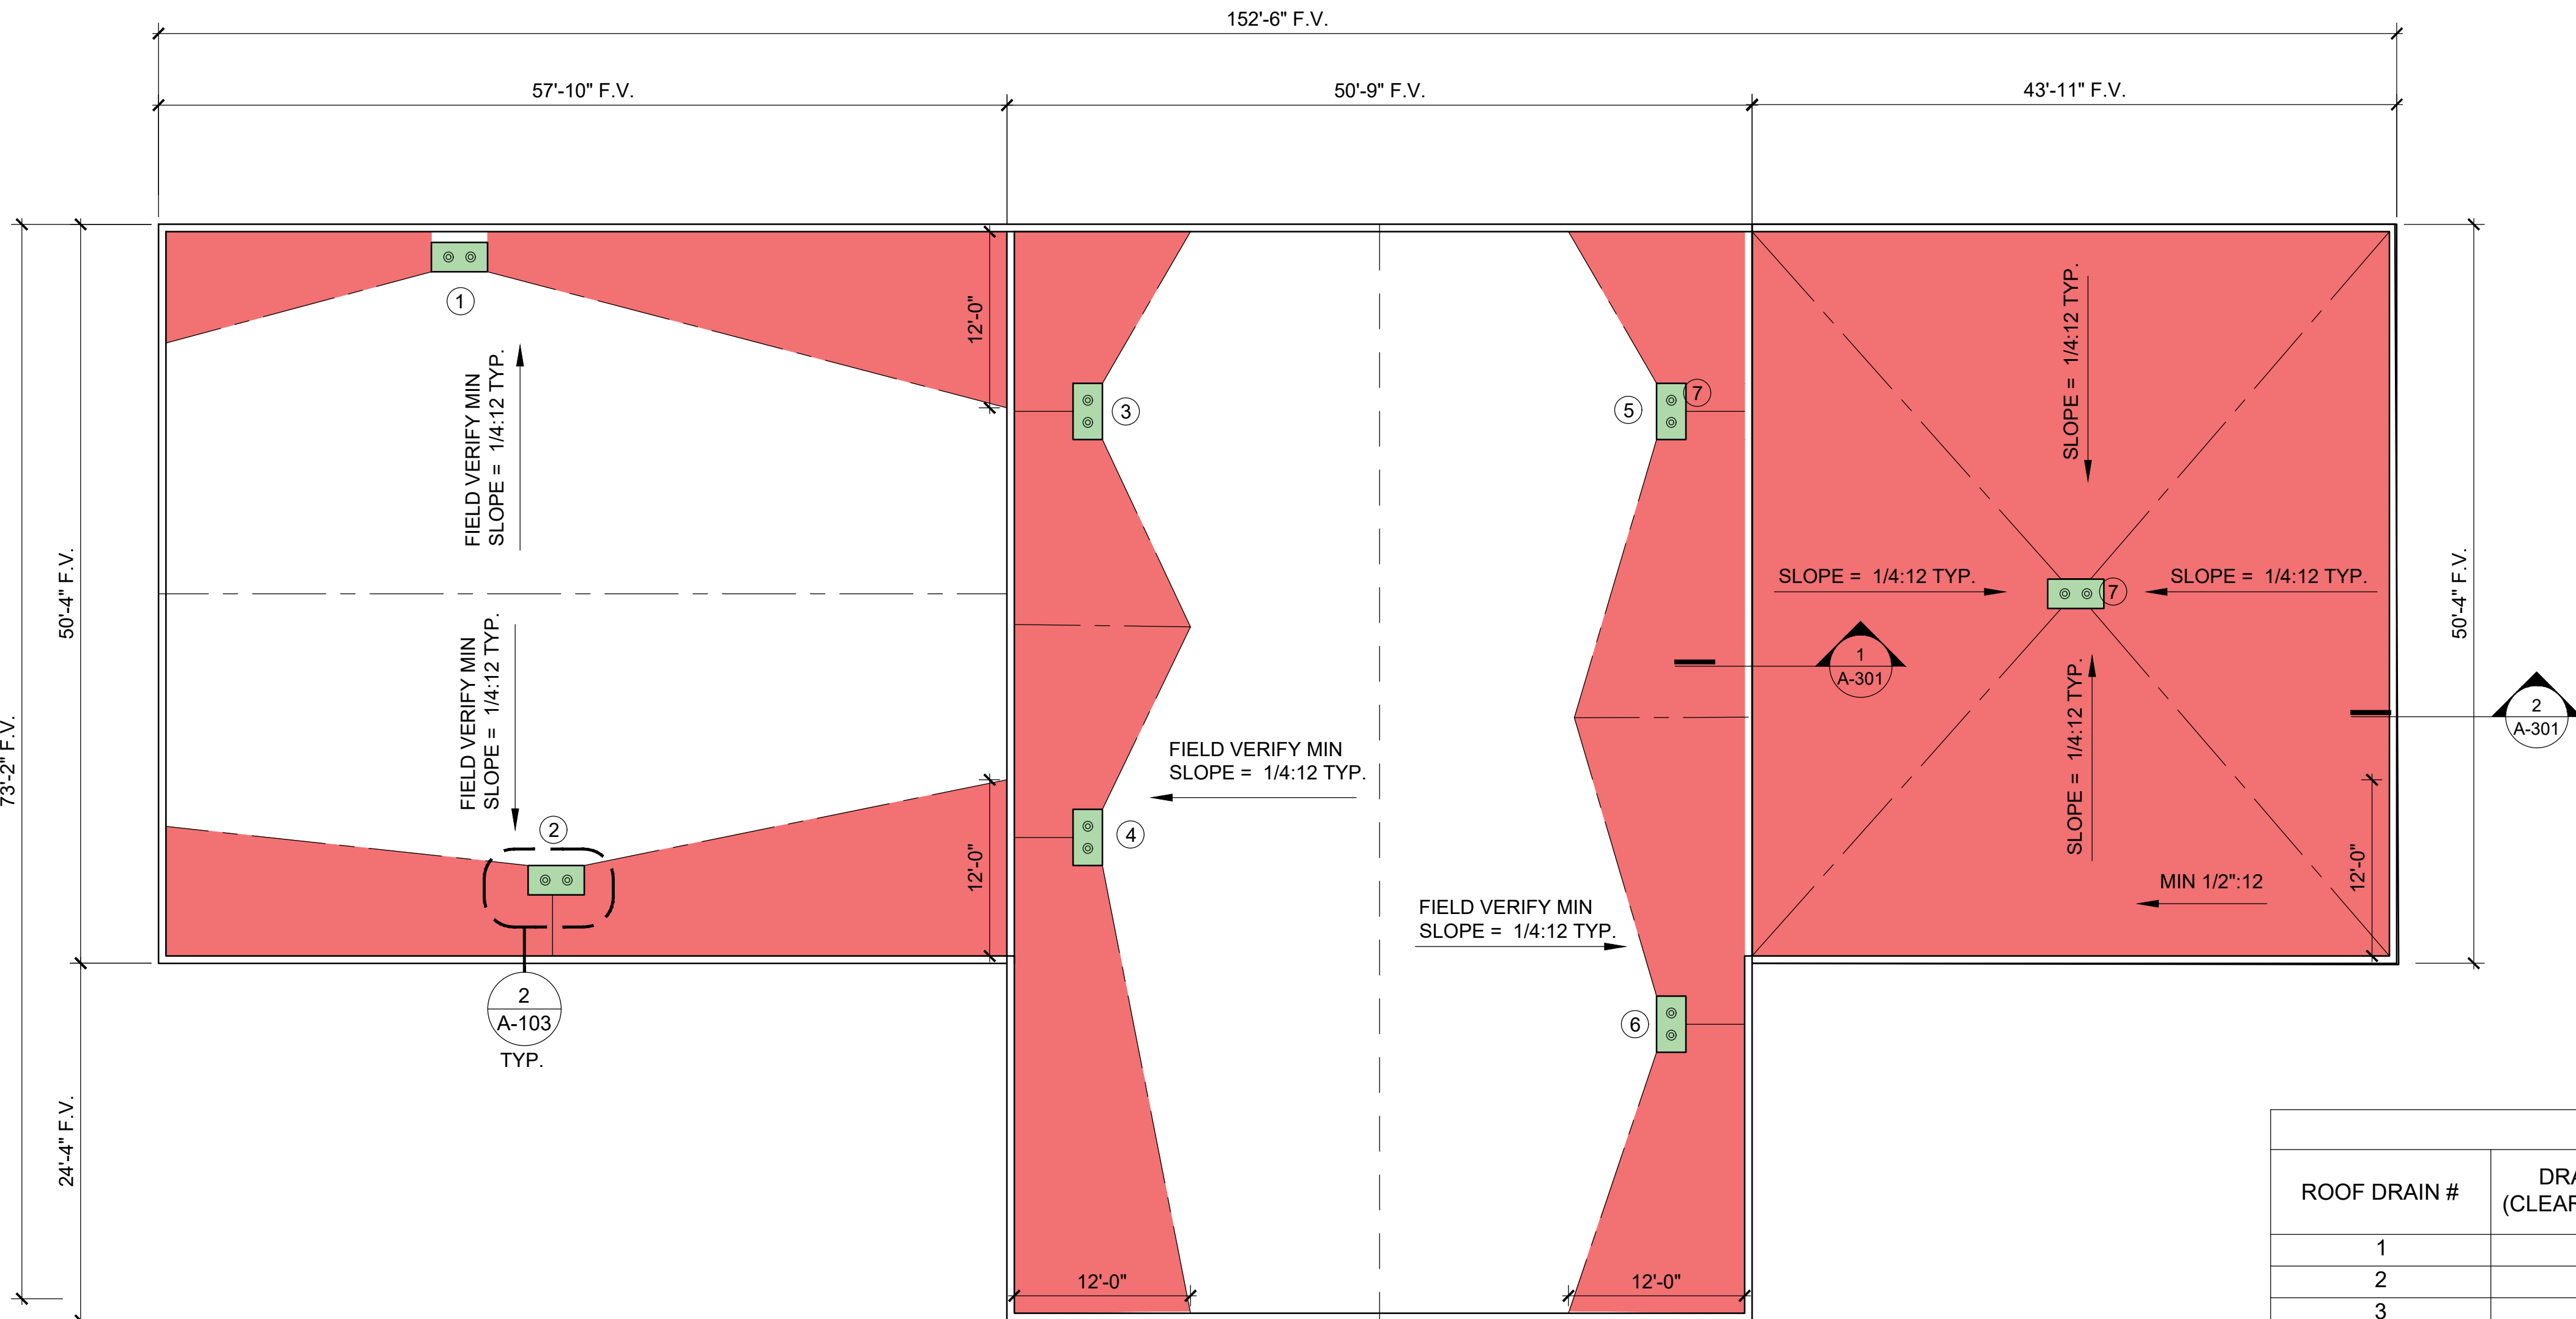 152'-6" F.V.
57'-10" F.V.
50'-9" F.V.
43'-11" F.V.
1
12'-0"
FIELD VERIFY MIN
SLOPE = 1/4:12 TYP.
3
5
7
SLOPE = 1/4:12 TYP.
73'-2" F.V.
50'-4" F.V.
50'-4" F.V.
SLOPE = 1/4:12 TYP.
7
SLOPE = 1/4:12 TYP.
FIELD VERIFY MIN
SLOPE = 1/4:12 TYP.
1
A-301
2
A-301
SLOPE = 1/4:12 TYP.
FIELD VERIFY MIN
SLOPE = 1/4:12 TYP.
2
4
12'-0"
12'-0"
MIN 1/2":12
FIELD VERIFY MIN
SLOPE = 1/4:12 TYP.
2
A-103
TYP.
6
24'-4" F.V.
12'-0"
12'-0"
ROOF DRAIN #
DRA
(CLEAR
1
2
3